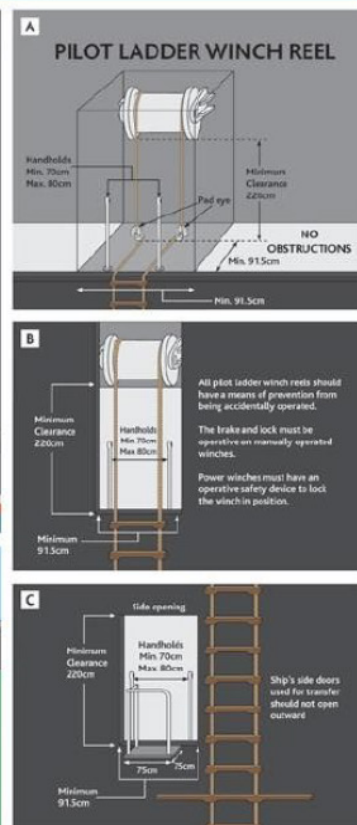 A
PILOT LADDER WINCH REEL
Handholds
Min. 70cm
Max. 80cm
Minimum
Clearance
220cm
Pad eye
NO
OBSTRUCTIONS
Min. 91.5cm
Min. 91.5cm
B
All pilot ladder winch reels should
have a means of prevention from
being accidentally operated.
The brake and lock must be
operative on manually operated
winches.
Power winches must have an
operative safety device to lock
the winch in position.
Minimum
Clearance
220cm
Handholds
Min. 70cm
Max. 80cm
Minimum
91.5cm
C
Side opening
Minimum
Clearance
220cm
Handholds
Min. 70cm
Max. 80cm
Ship's side doors
used for transfer
should not open
outward
75cm
75cm
Minimum
91.5cm